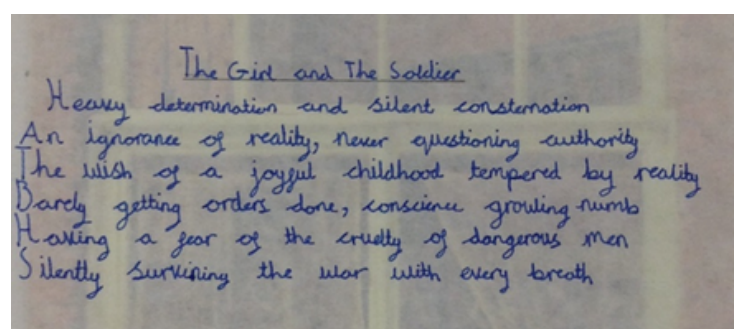 The Girl and The Soldier
Heavy determination and silent consternation
An ignorance of reality, never questioning authority
The wish of a joyful childhood tempered by reality
Barely getting orders done, conscience growing numb
Having a fear of the cruelty of dangerous men
Silently surviving the war with every breath